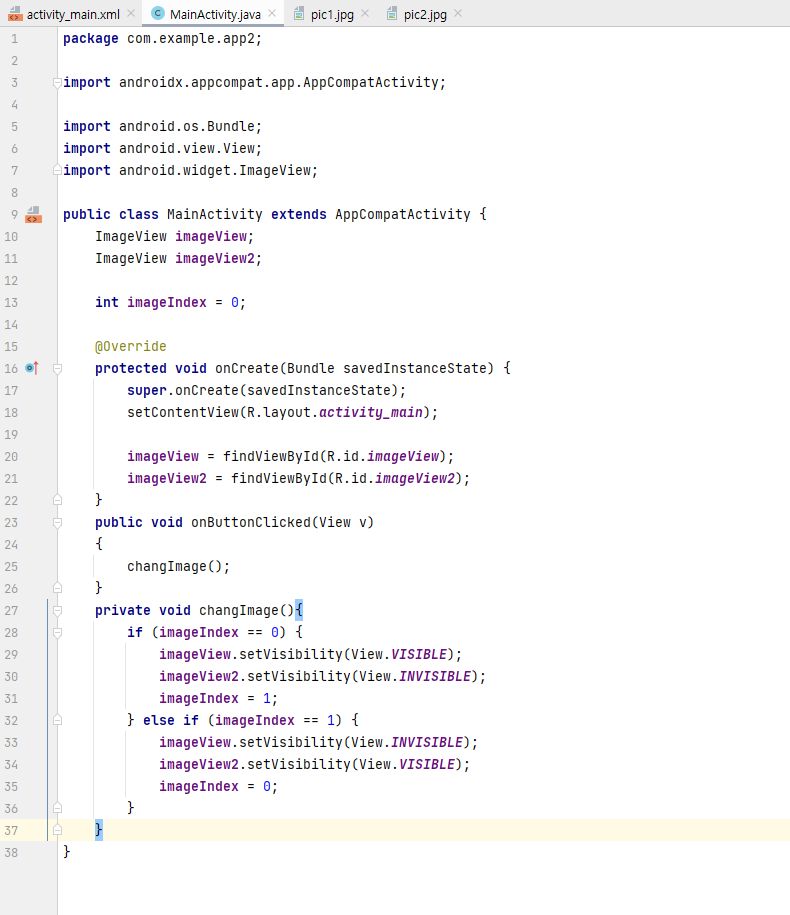 activity_main.xml MainActivity.java pic1.jpg pic2.jpg
1 package com.example.app2;
2
3 import androidx.appcompat.app.AppCompatActivity;
4
5 import android.os.Bundle;
6 import android.view.View;
7 import android.widget.ImageView;
8
9 public class MainActivity extends AppCompatActivity {
10     ImageView imageView;
11     ImageView imageView2;
12
13     int imageIndex = 0;
14
15     @Override
16     protected void onCreate(Bundle savedInstanceState) {
17         super.onCreate(savedInstanceState);
18         setContentView(R.layout.activity_main);
19
20         imageView = findViewById(R.id.imageView);
21         imageView2 = findViewById(R.id.imageView2);
22     }
23     public void onButtonClicked(View v)
24     {
25         changImage();
26     }
27     private void changImage(){
28         if (imageIndex == 0) {
29             imageView.setVisibility(View.VISIBLE);
30             imageView2.setVisibility(View.INVISIBLE);
31             imageIndex = 1;
32         } else if (imageIndex == 1) {
33             imageView.setVisibility(View.INVISIBLE);
34             imageView2.setVisibility(View.VISIBLE);
35             imageIndex = 0;
36         }
37     }
38 }